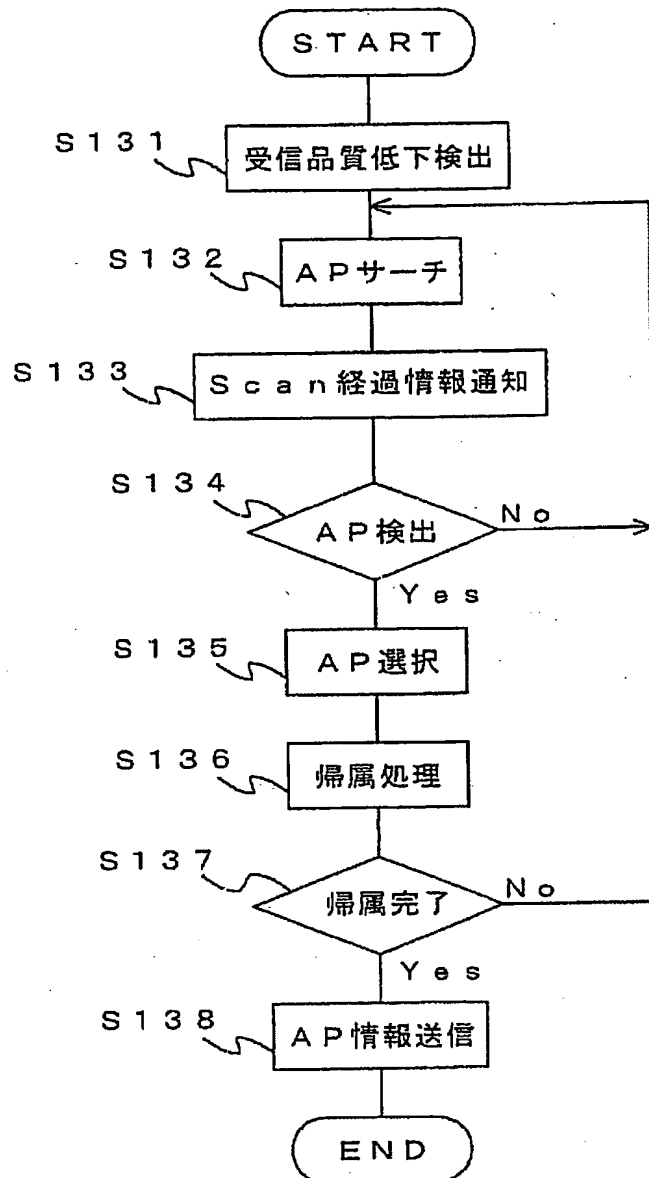 START
S131
受信品質低下検出
S132
APサーチ
S133
Scan経過情報通知
S134
AP検出
No
Yes
S135
AP選択
S136
帰属処理
S137
帰属完了
No
Yes
S138
AP情報送信
END